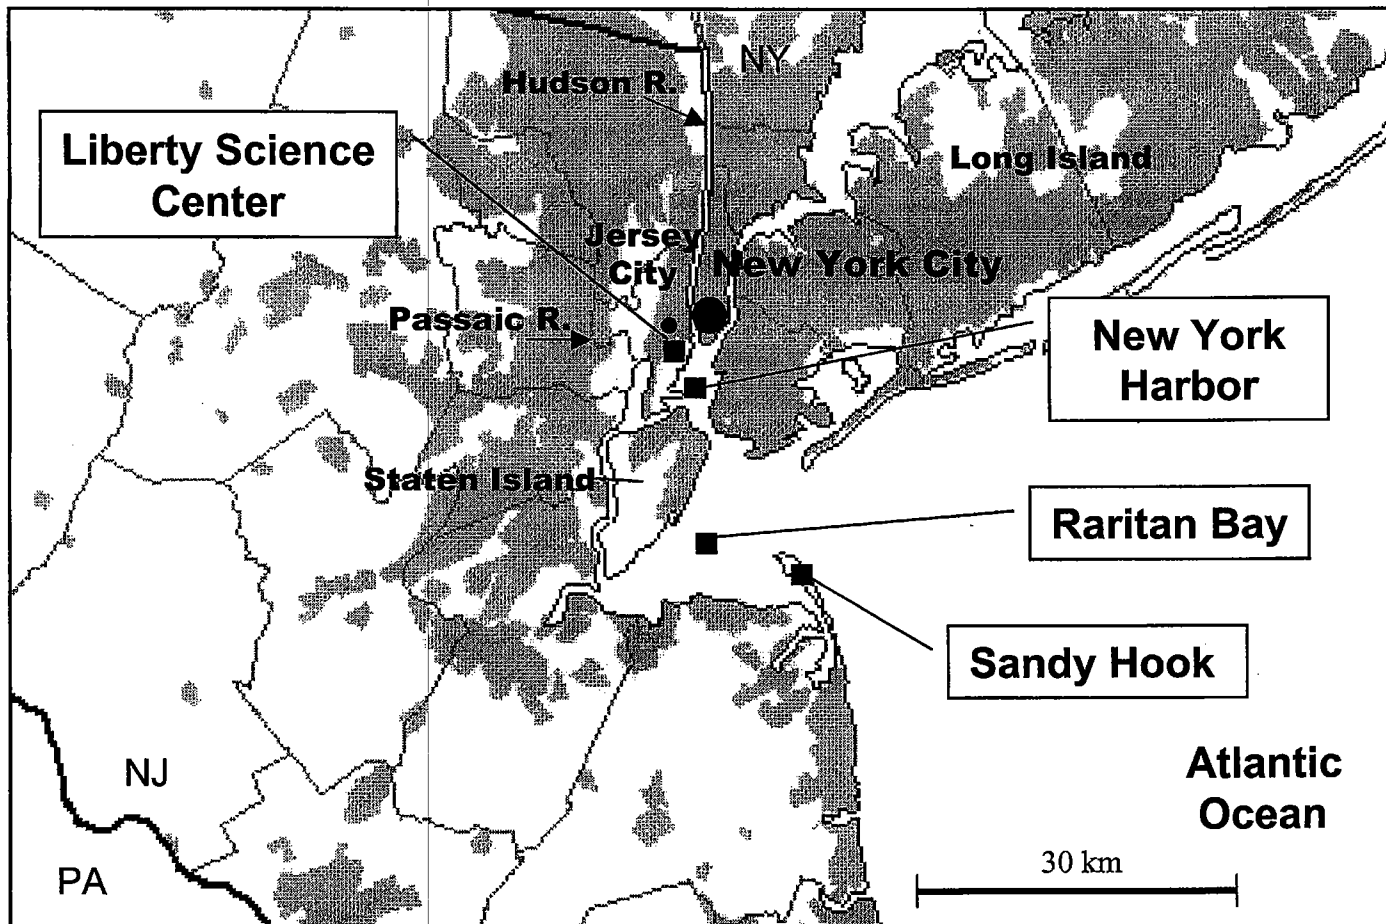 NY
Hudson R.
Liberty Science
Center
Long Island
Jersey
City
New York City
Passaic R.
New York
Harbor
Staten Island
Raritan Bay
Sandy Hook
NJ
Atlantic
Ocean
30 km
PA